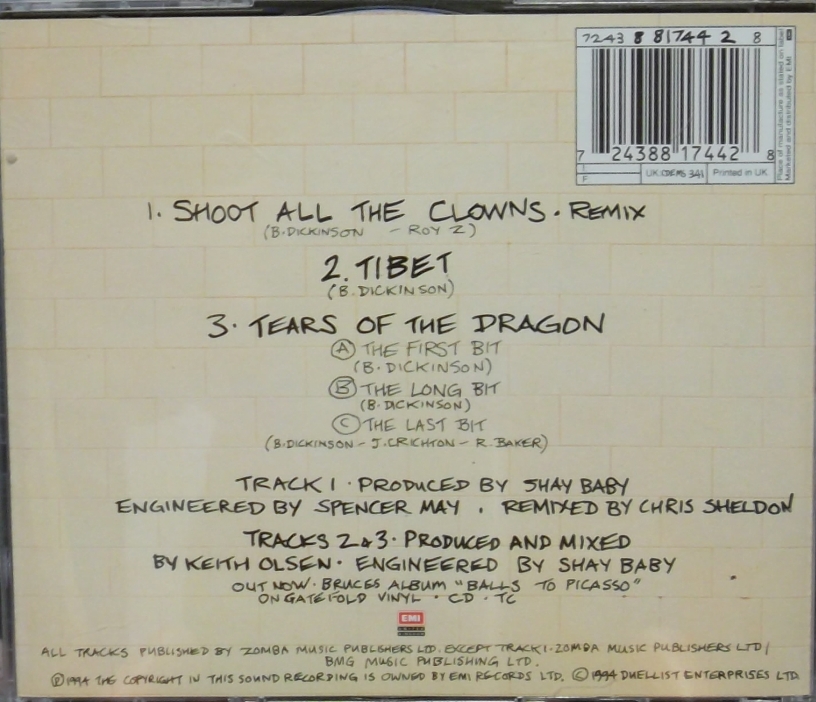 7243 8 81744 2 8
7 24388 17442 8
Place of manufacture as stated on label
Marketed and distributed by EMI
I
F
UK: CDEMS 341
Printed in UK
1. SHOOT ALL THE CLOWNS · REMIX
(B. DICKINSON - ROY Z)
2. TIBET
(B. DICKINSON)
3. TEARS OF THE DRAGON
A THE FIRST BIT
(B. DICKINSON)
B THE LONG BIT
(B. DICKINSON)
C THE LAST BIT
(B. DICKINSON - J. CRICHTON - R. BAKER)
TRACK 1 · PRODUCED BY SHAY BABY
ENGINEERED BY SPENCER MAY . REMIXED BY CHRIS SHELDON
TRACKS 2 & 3 · PRODUCED AND MIXED
BY KEITH OLSEN · ENGINEERED BY SHAY BABY
OUT NOW · BRUCES ALBUM "BALLS TO PICASSO"
ON GATEFOLD VINYL · CD · TC
EMI
ALL TRACKS PUBLISHED BY ZOMBA MUSIC PUBLISHERS LTD. EXCEPT TRACK 1 · ZOMBA MUSIC PUBLISHERS LTD /
BMG MUSIC PUBLISHING LTD.
Ⓟ 1994 THE COPYRIGHT IN THIS SOUND RECORDING IS OWNED BY EMI RECORDS LTD. © 1994 DUELLIST ENTERPRISES LTD.